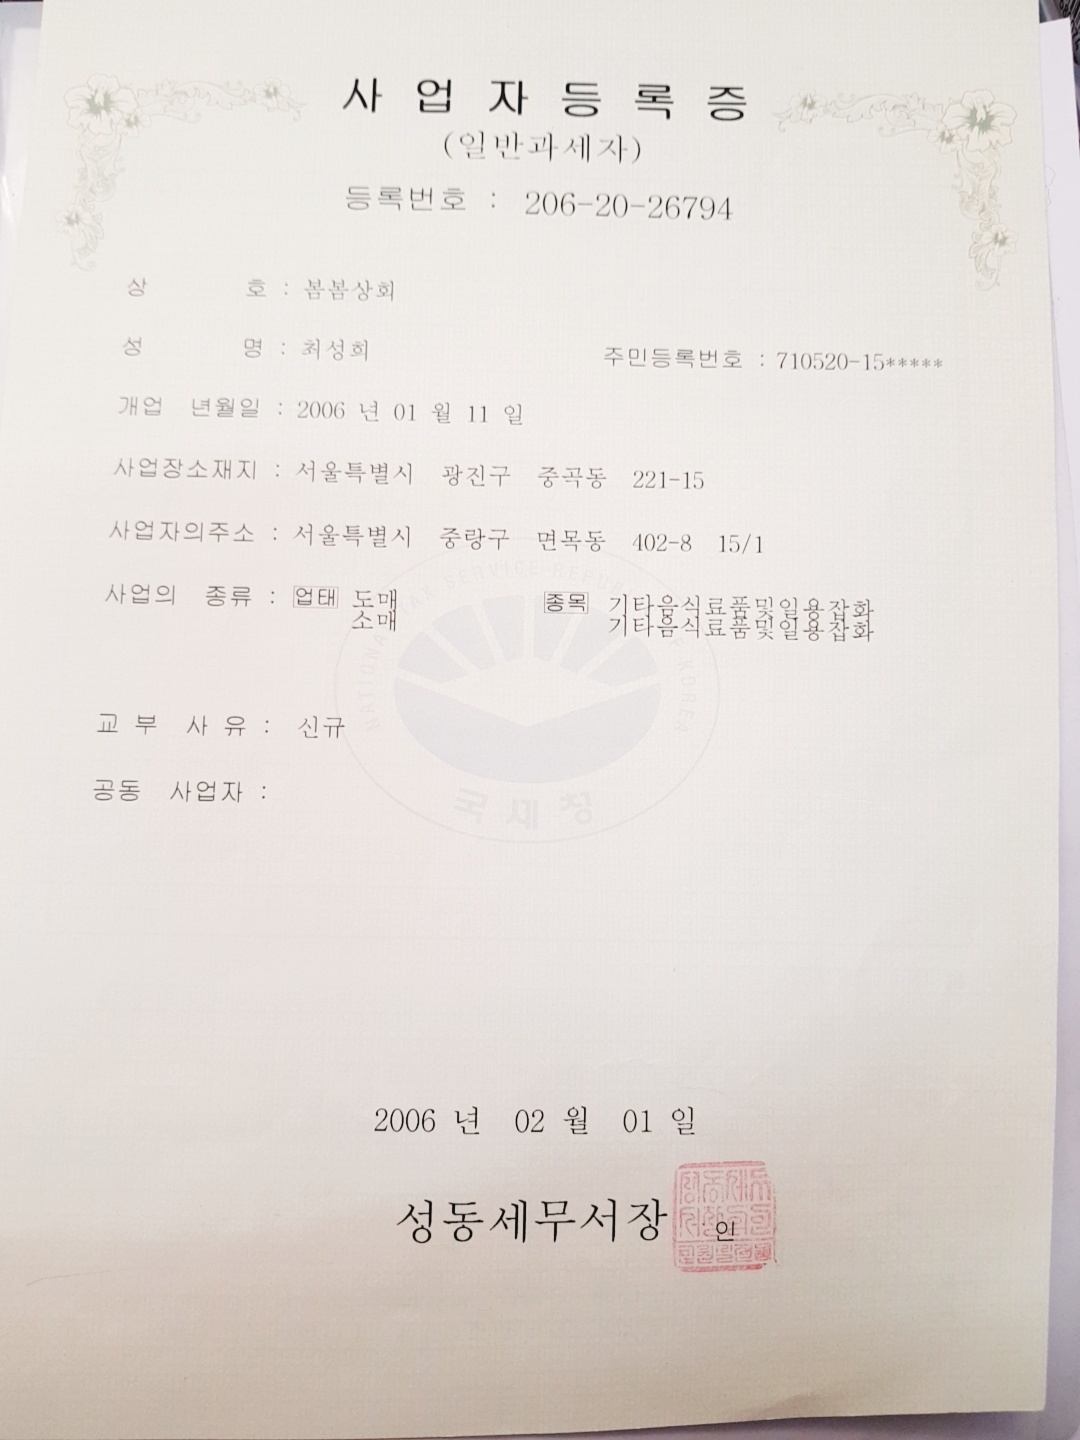 사업자등록증
(일반과세자)
등록번호 : 206-20-26794
상 호 : 봄봄상회
성 명 : 최성희 주민등록번호 : 710520-15*****
개업 년월일 : 2006 년 01 월 11 일
사업장소재지 : 서울특별시 광진구 중곡동 221-15
사업자의주소 : 서울특별시 중랑구 면목동 402-8 15/1
사업의 종류 : 업태 도매 종목 기타음식료품및일용잡화
소매 기타음식료품및일용잡화
교 부 사 유 : 신규
공동 사업자 :
국세청
2006 년 02 월 01 일
성동세무서장 인